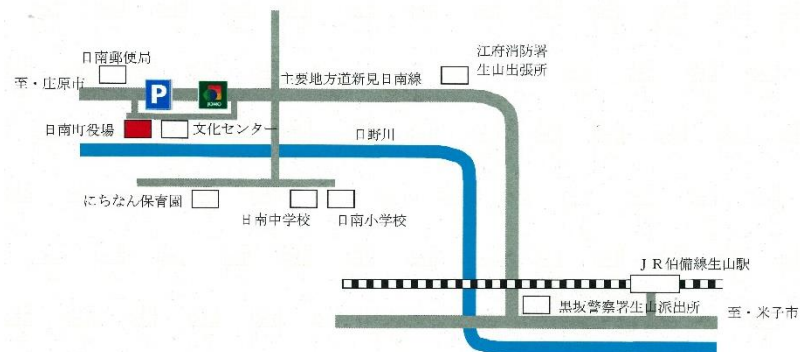 日南郵便局
江府消防署
生山出張所
至・庄原市
P
JOMO
主要地方道新見日南線
日南町役場
文化センター
日野川
にちなん保育園
日南中学校
日南小学校
JR伯備線生山駅
黒坂警察署生山派出所
至・米子市